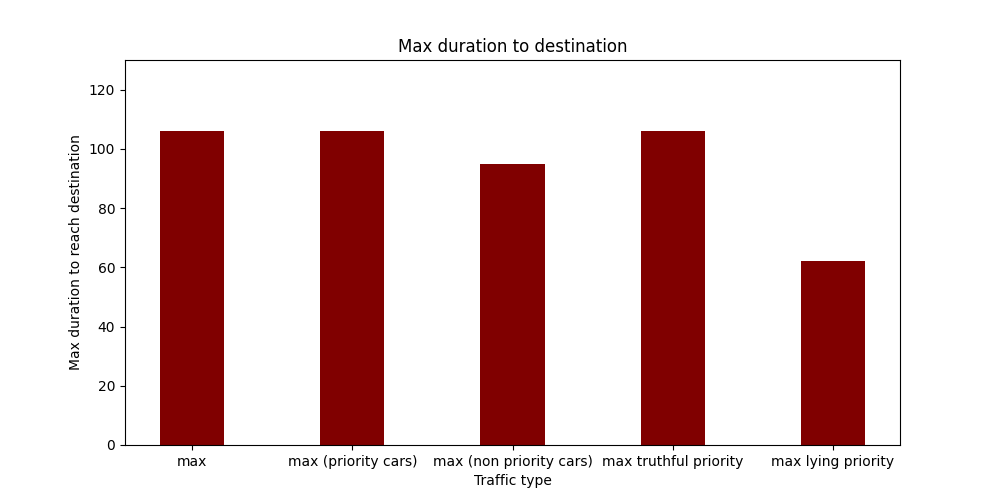 Max duration to destination
Max duration to reach destination
120
100
80
60
40
20
0
max
max (priority cars)
max (non priority cars)
max truthful priority
max lying priority
Traffic type